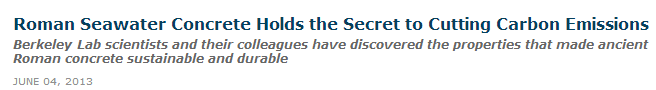 Roman Seawater Concrete Holds the Secret to Cutting Carbon Emissions
Berkeley Lab scientists and their colleagues have discovered the properties that made ancient
Roman concrete sustainable and durable
JUNE 04, 2013